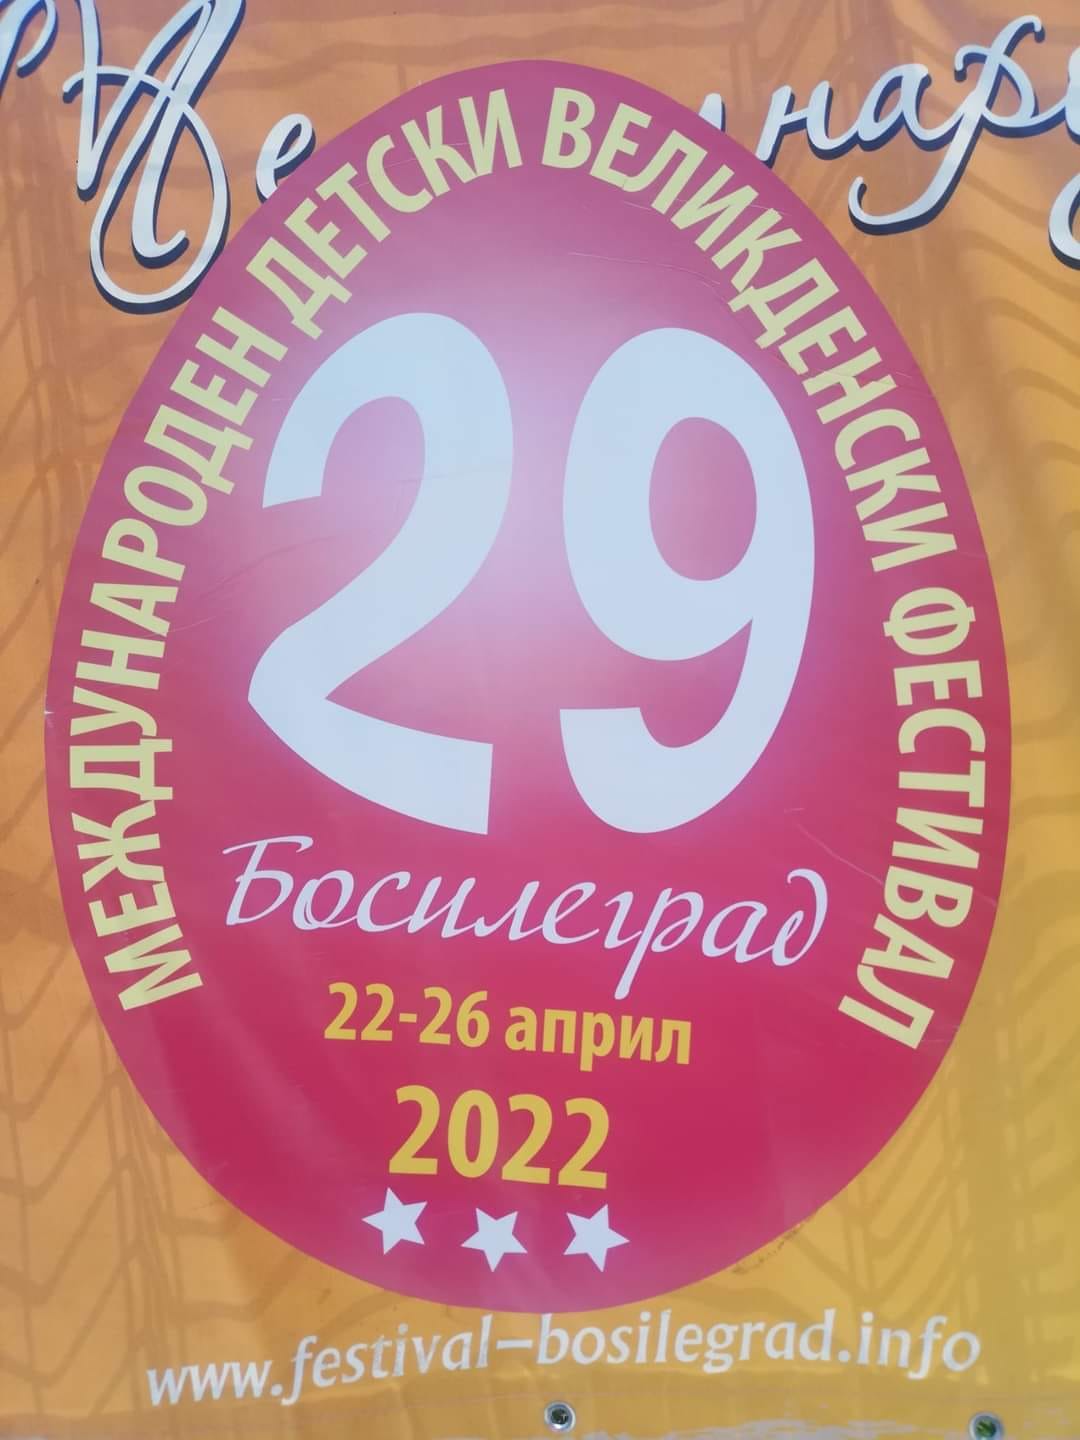 МЕЖДУНАРОДЕН ДЕТСКИ ВЕЛИКДЕНСКИ ФЕСТИВАЛ
29
Босилеград
22-26 април
2022
www.festival-bosilegrad.info